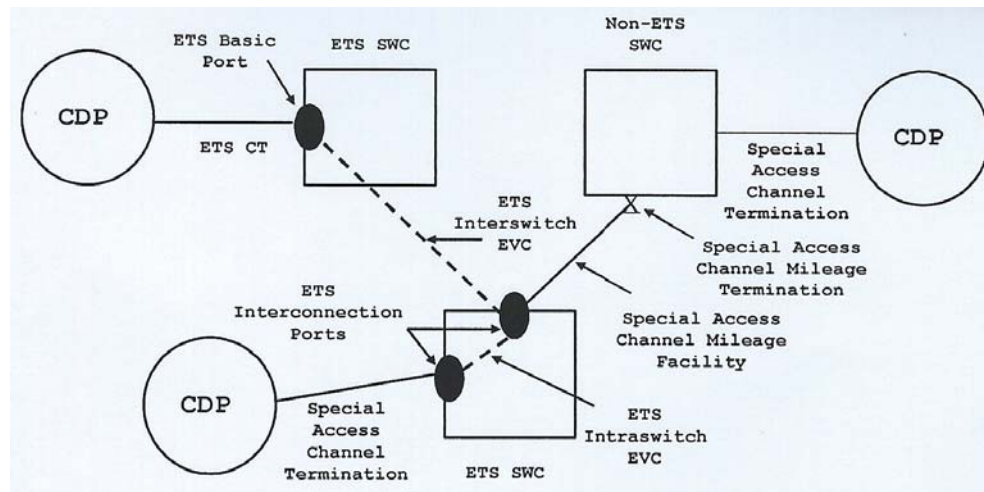 ETS Basic
Port
ETS SWC
Non-ETS
SWC
CDP
ETS CT
CDP
Special
Access
Channel
Termination
ETS
Interswitch
EVC
Special Access
Channel Mileage
Termination
ETS
Interconnection
Ports
Special Access
Channel Mileage
Facility
CDP
Special
Access
Channel
Termination
ETS
Intraswitch
EVC
ETS SWC